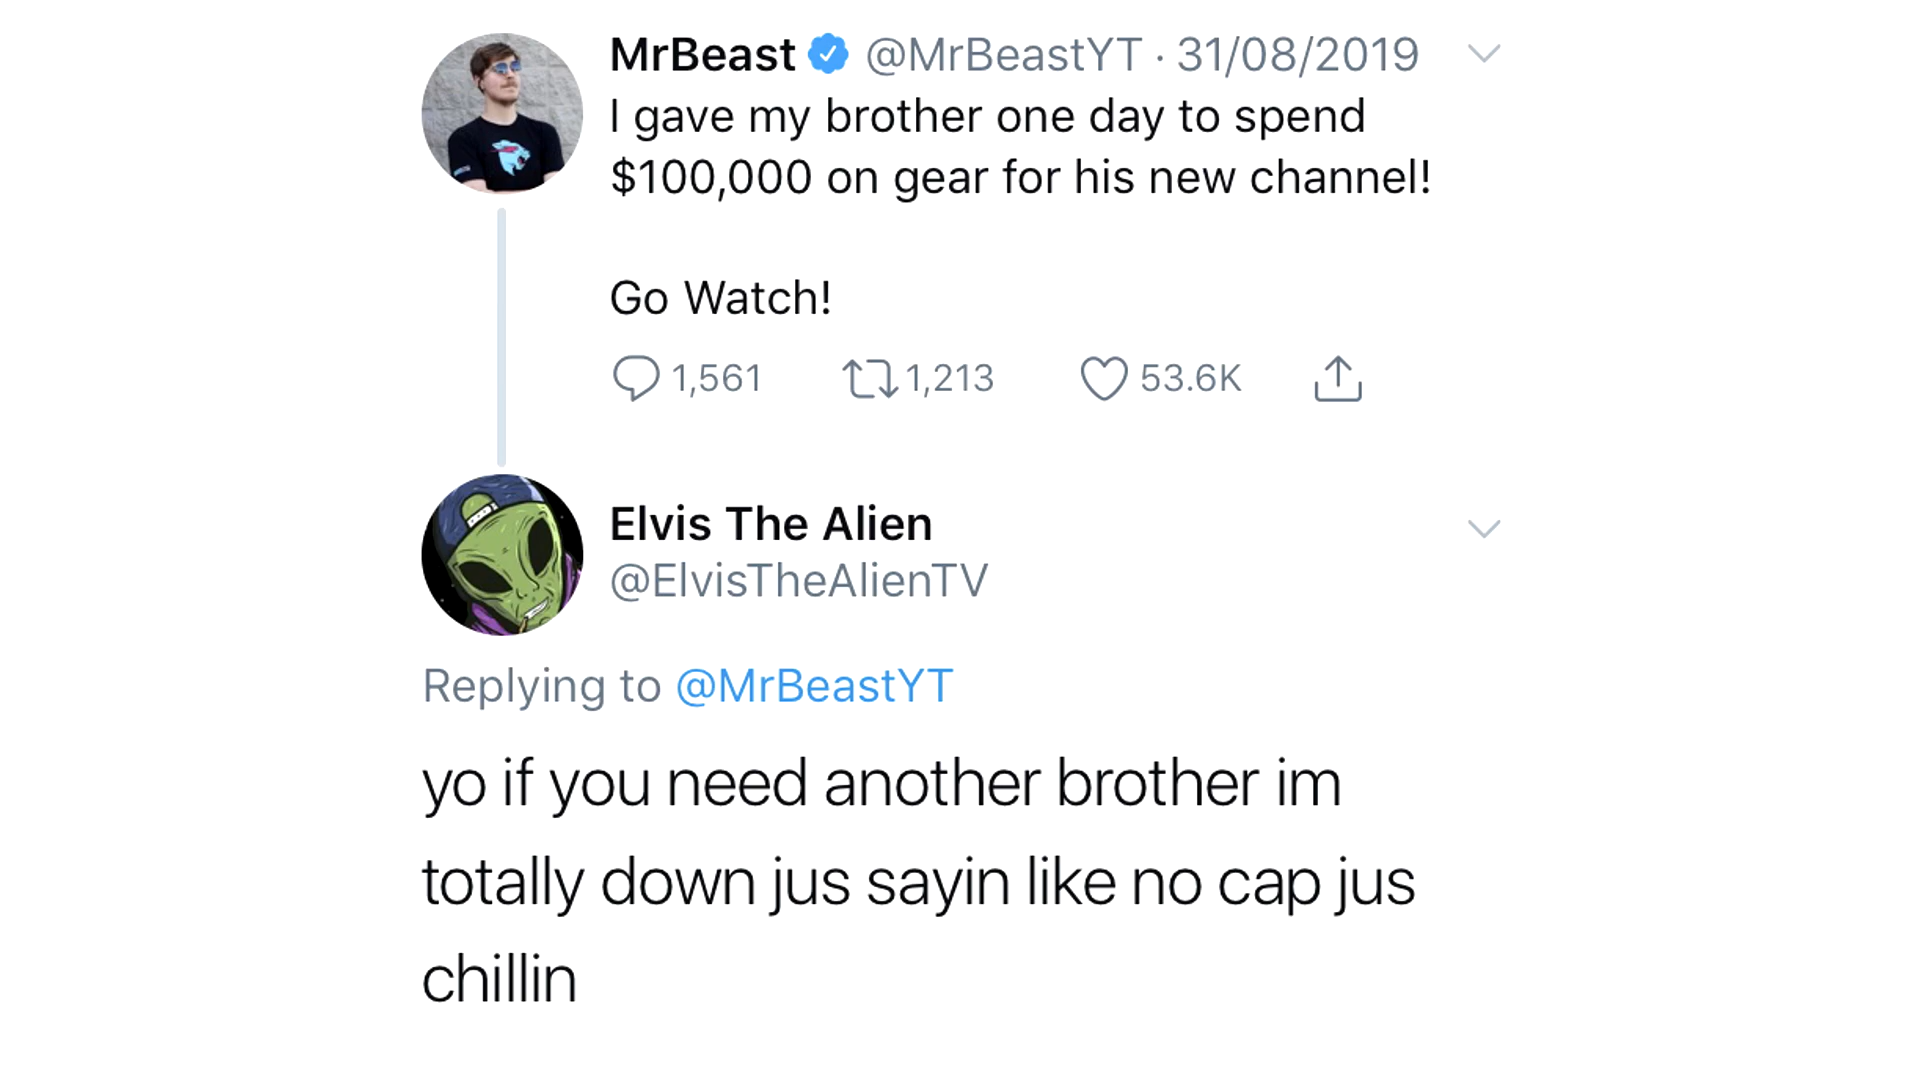 MrBeast @MrBeastYT · 31/08/2019
I gave my brother one day to spend
$100,000 on gear for his new channel!
Go Watch!
1,561 1,213 53.6K
Elvis The Alien
@ElvisTheAlienTV
Replying to @MrBeastYT
yo if you need another brother im
totally down jus sayin like no cap jus
chillin